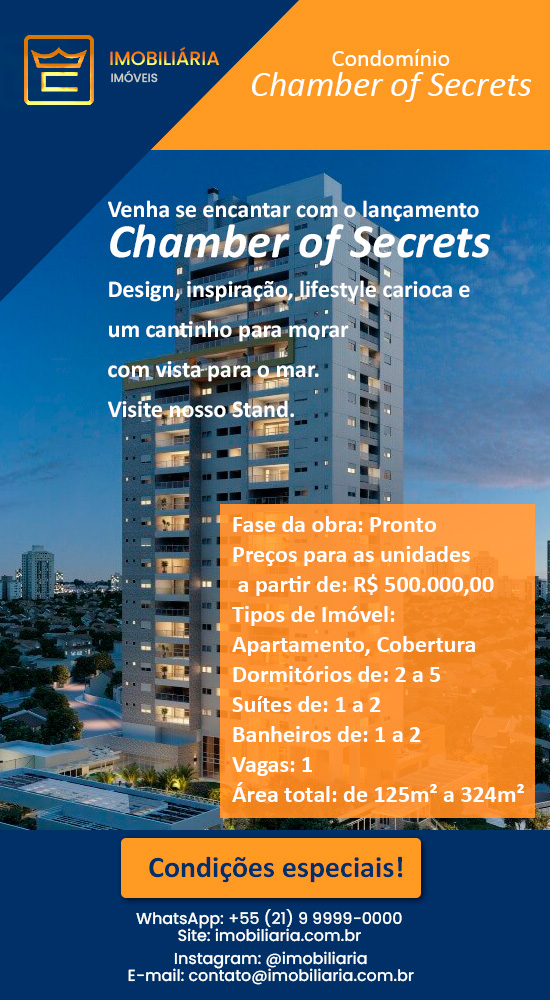 IMOBILIÁRIA
IMÓVEIS
Condomínio
Chamber of Secrets
Venha se encantar com o lançamento
Chamber of Secrets
Design, inspiração, lifestyle carioca e
um cantinho para morar
com vista para o mar.
Visite nosso Stand.
Fase da obra: Pronto
Preços para as unidades
a partir de: R$ 500.000,00
Tipos de Imóvel:
Apartamento, Cobertura
Dormitórios de: 2 a 5
Suítes de: 1 a 2
Banheiros de: 1 a 2
Vagas: 1
Área total: de 125m² a 324m²
Condições especiais!
WhatsApp: +55 (21) 9 9999-0000
Site: imobiliaria.com.br
Instagram: @imobiliaria
E-mail: contato@imobiliaria.com.br